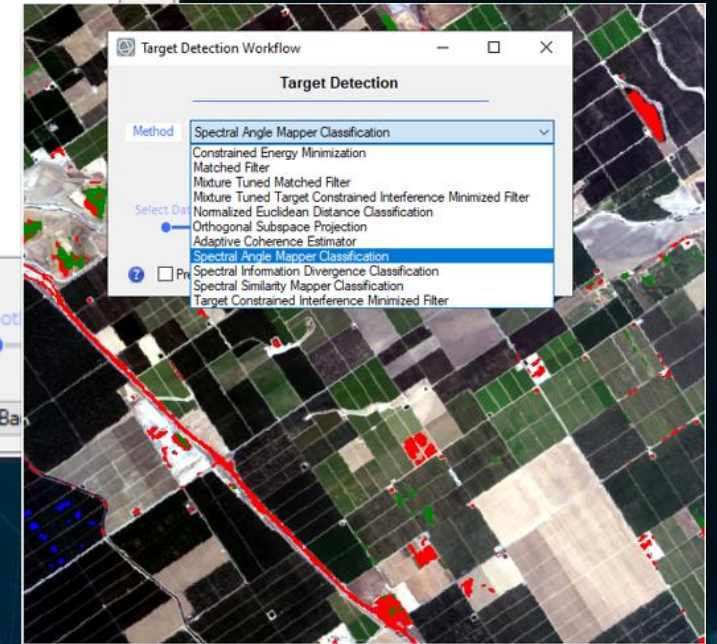 Target Detection Workflow
Target Detection
Method
Spectral Angle Mapper Classification
Constrained Energy Minimization
Matched Filter
Mixture Tuned Matched Filter
Mixture Tuned Target Constrained Interference Minimized Filter
Normalized Euclidean Distance Classification
Orthogonal Subspace Projection
Adaptive Coherence Estimator
Spectral Angle Mapper Classification
Spectral Information Divergence Classification
Spectral Similarity Mapper Classification
Target Constrained Interference Minimized Filter
Select Dat
Pre
Ba